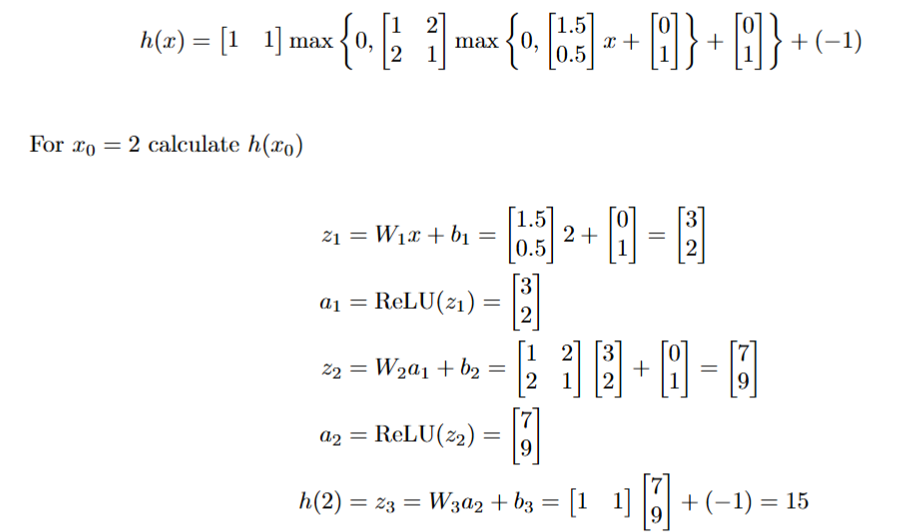 h(x) = [1 1] max {0, [1 2; 2 1] max {0, [1.5; 0.5] x + [0; 1]} + [0; 1]} + (−1)
For x₀ = 2 calculate h(x₀)
z₁ = W₁x + b₁ = [1.5; 0.5] 2 + [0; 1] = [3; 2]
a₁ = ReLU(z₁) = [3; 2]
z₂ = W₂a₁ + b₂ = [1 2; 2 1] [3; 2] + [0; 1] = [7; 9]
a₂ = ReLU(z₂) = [7; 9]
h(2) = z₃ = W₃a₂ + b₃ = [1 1] [7; 9] + (−1) = 15